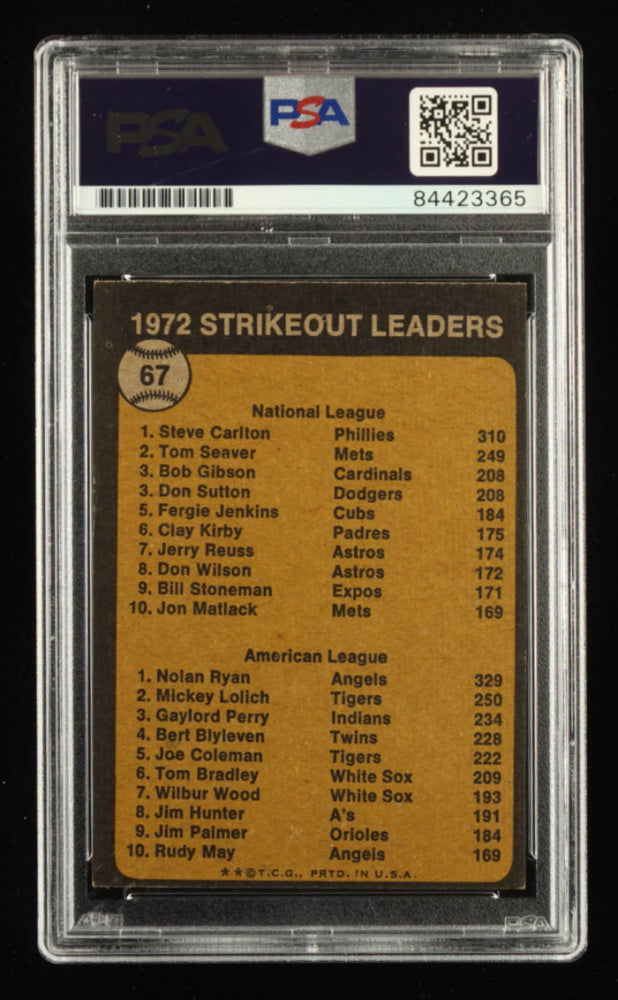 PSA
PSA
84423365
1972 STRIKEOUT LEADERS
67
National League
1. Steve Carlton Phillies 310
2. Tom Seaver Mets 249
3. Bob Gibson Cardinals 208
3. Don Sutton Dodgers 208
5. Fergie Jenkins Cubs 184
6. Clay Kirby Padres 175
7. Jerry Reuss Astros 174
8. Don Wilson Astros 172
9. Bill Stoneman Expos 171
10. Jon Matlack Mets 169
American League
1. Nolan Ryan Angels 329
2. Mickey Lolich Tigers 250
3. Gaylord Perry Indians 234
4. Bert Blyleven Twins 228
5. Joe Coleman Tigers 222
6. Tom Bradley White Sox 209
7. Wilbur Wood White Sox 193
8. Jim Hunter A's 191
9. Jim Palmer Orioles 184
10. Rudy May Angels 169
**©T.C.G., PRTD. IN U.S.A.
PSA